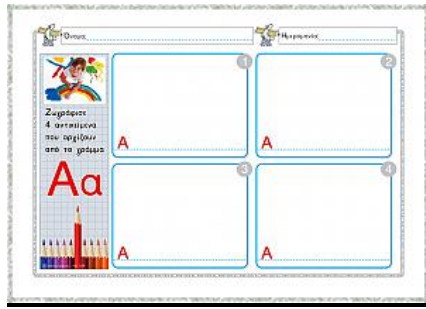 Όνομα:
Ημερομηνία:
1
2
Ζωγράφισε
4 αντικείμενα
που αρχίζουν
από το γράμμα
Αα
Α
Α
3
4
Α
Α